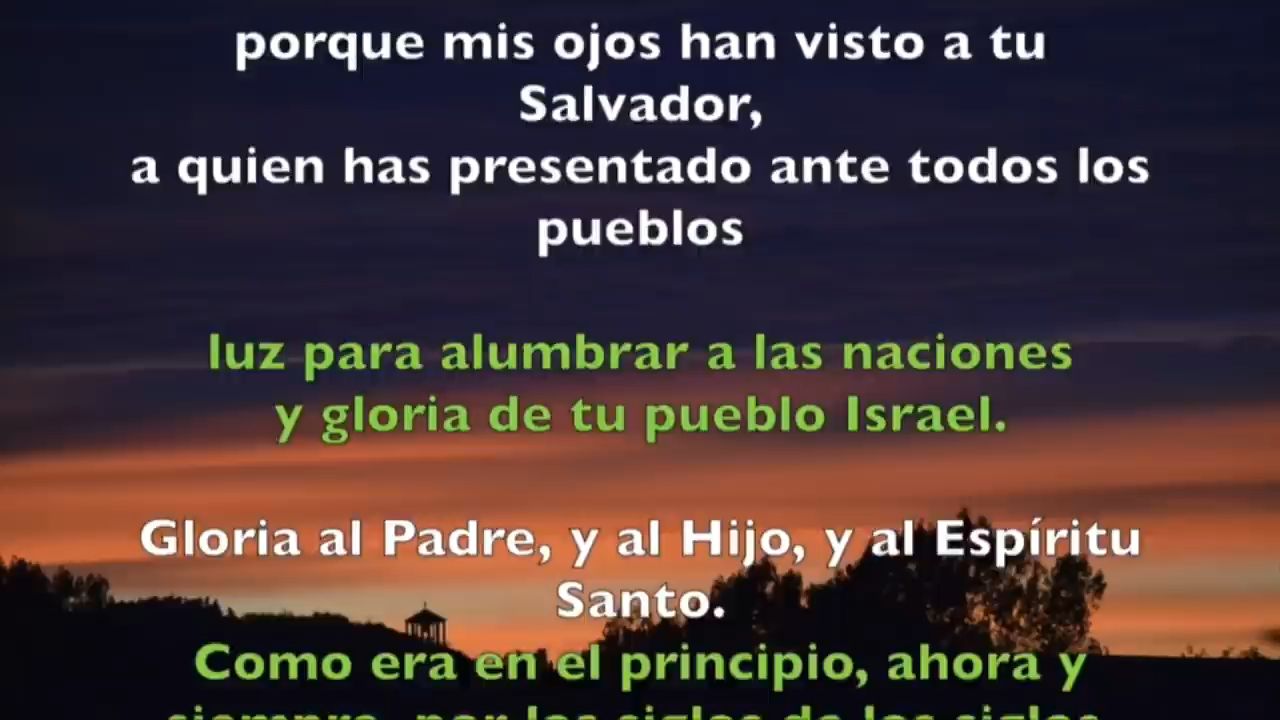 porque mis ojos han visto a tu
Salvador,
a quien has presentado ante todos los
pueblos
luz para alumbrar a las naciones
y gloria de tu pueblo Israel.
Gloria al Padre, y al Hijo, y al Espíritu
Santo.
Como era en el principio, ahora y
siempre, por los siglos de los siglos